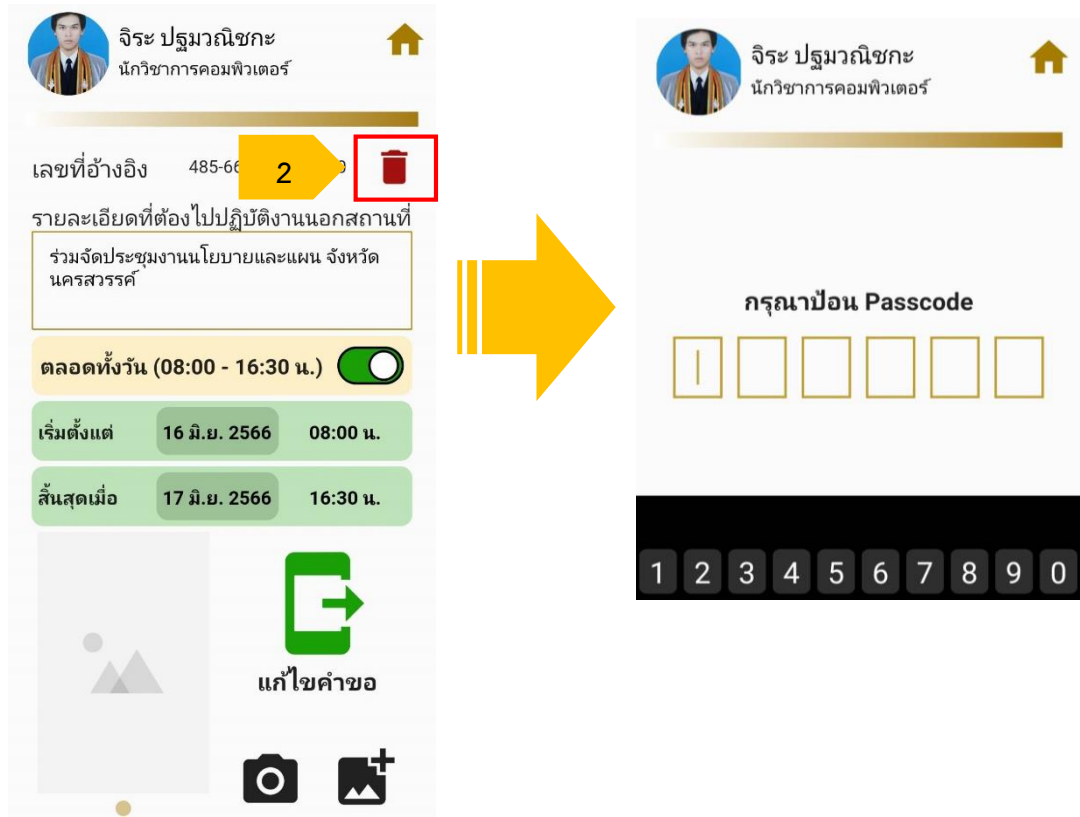 จิระ ปฐมวณิชกะ
นักวิชาการคอมพิวเตอร์
เลขที่อ้างอิง 485-66
2
รายละเอียดที่ต้องไปปฏิบัติงานนอกสถานที่
ร่วมจัดประชุมงานนโยบายและแผน จังหวัด
นครสวรรค์
ตลอดทั้งวัน (08:00 - 16:30 น.)
เริ่มตั้งแต่ 16 มิ.ย. 2566 08:00 น.
สิ้นสุดเมื่อ 17 มิ.ย. 2566 16:30 น.
แก้ไขคำขอ
จิระ ปฐมวณิชกะ
นักวิชาการคอมพิวเตอร์
กรุณาป้อน Passcode
1 2 3 4 5 6 7 8 9 0